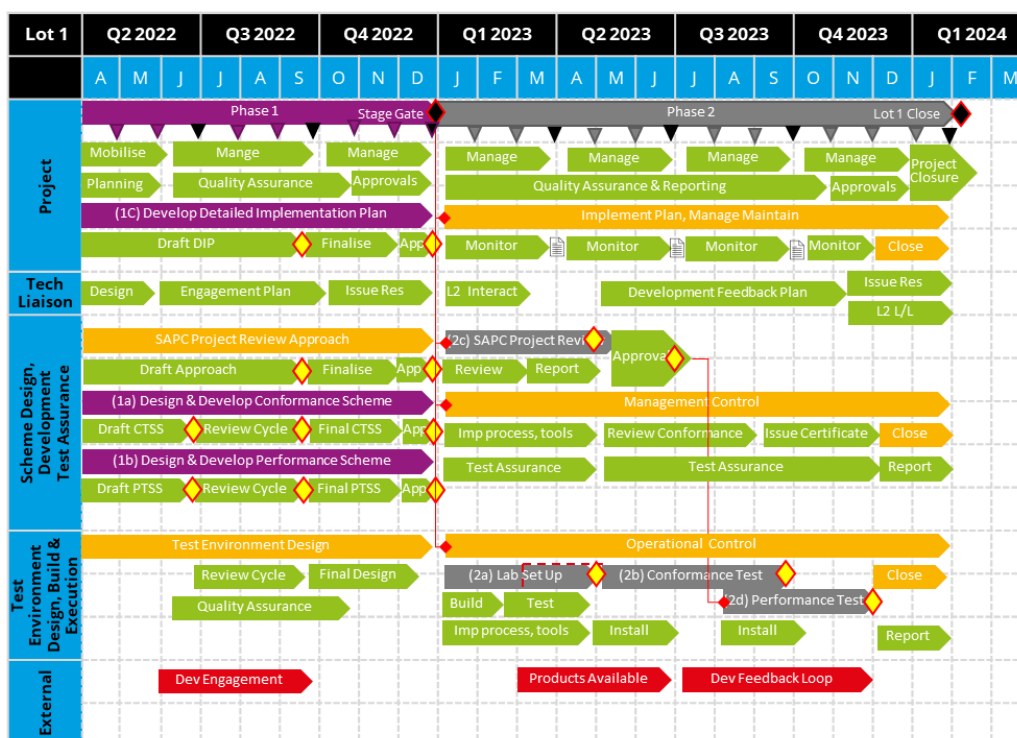 Lot 1 Q2 2022 Q3 2022 Q4 2022 Q1 2023 Q2 2023 Q3 2023 Q4 2023 Q1 2024
A M J J A S O N D J F M A M J J A S O N D J F M
Project
Phase 1 Stage Gate Phase 2 Lot 1 Close
Mobilise Mange Manage Manage Manage Manage Manage Project
Closure
Planning Quality Assurance Approvals Quality Assurance & Reporting Approvals
(1C) Develop Detailed Implementation Plan Implement Plan, Manage Maintain
Draft DIP Finalise App Monitor Monitor Monitor Monitor Close
Tech
Liaison
Design Engagement Plan Issue Res L2 Interact Development Feedback Plan Issue Res
L2 L/L
Scheme Design,
Development
Test Assurance
SAPC Project Review Approach (2c) SAPC Project Revi
Draft Approach Finalise App Review Report Approval
(1a) Design & Develop Conformance Scheme Management Control
Draft CTSS Review Cycle Final CTSS App Imp process, tools Review Conformance Issue Certificate Close
(1b) Design & Develop Performance Scheme Test Assurance Test Assurance Report
Draft PTSS Review Cycle Final PTSS App
Test
Environment
Design, Build &
Execution
Test Environment Design Operational Control
Review Cycle Final Design (2a) Lab Set Up (2b) Conformance Test Close
Quality Assurance Build Test (2d) Performance Test
Imp process, tools Install Install Report
External
Dev Engagement Products Available Dev Feedback Loop